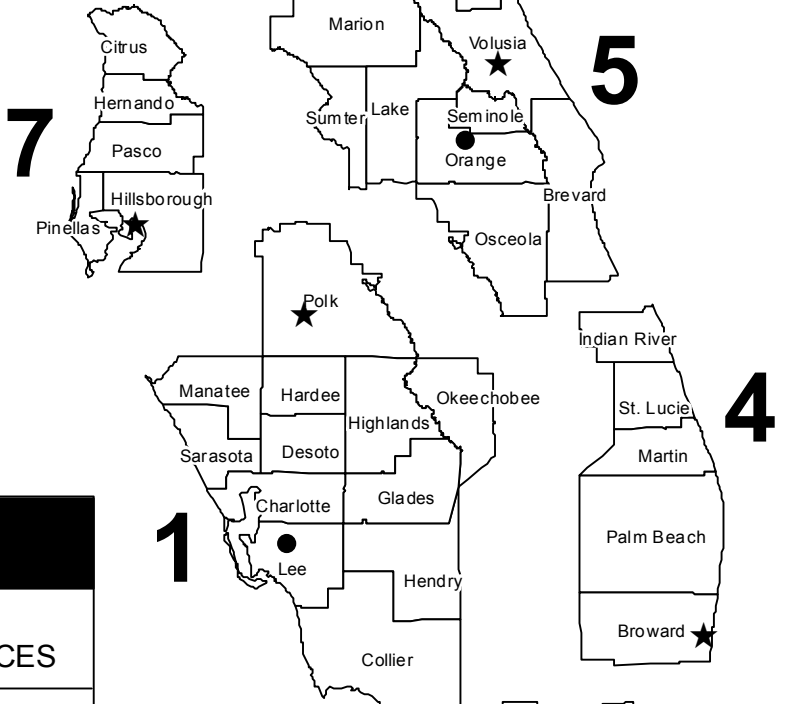 Marion
Citrus
Volusia
5
Hernando
7
Sumter
Lake
Seminole
Pasco
Orange
Hillsborough
Brevard
Pinellas
Osceola
Polk
Indian River
Manatee
Hardee
Okeechobee
St. Lucie
4
Highlands
Sarasota
Desoto
Martin
Charlotte
Glades
Palm Beach
1
Lee
Hendry
Broward
CES
Collier